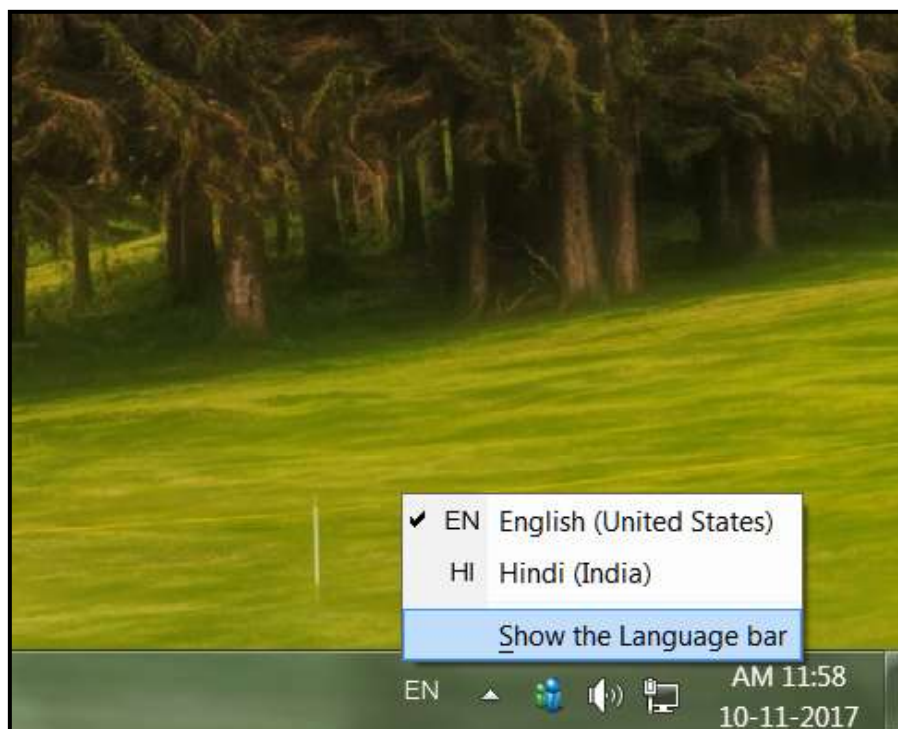 EN English (United States)
HI Hindi (India)
Show the Language bar
EN
AM 11:58
10-11-2017